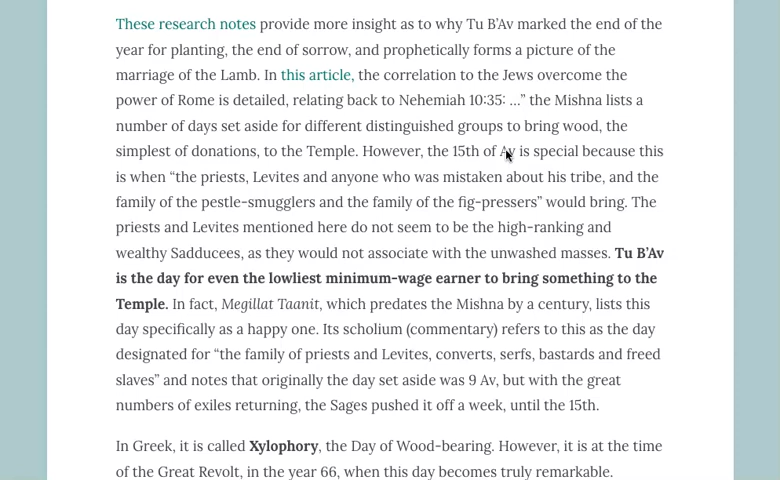 These research notes provide more insight as to why Tu B'Av marked the end of the
year for planting, the end of sorrow, and prophetically forms a picture of the
marriage of the Lamb. In this article, the correlation to the Jews overcome the
power of Rome is detailed, relating back to Nehemiah 10:35: …” the Mishna lists a
number of days set aside for different distinguished groups to bring wood, the
simplest of donations, to the Temple. However, the 15th of Av is special because this
is when “the priests, Levites and anyone who was mistaken about his tribe, and the
family of the pestle-smugglers and the family of the fig-pressers” would bring. The
priests and Levites mentioned here do not seem to be the high-ranking and
wealthy Sadducees, as they would not associate with the unwashed masses. Tu B’Av
is the day for even the lowliest minimum-wage earner to bring something to the
Temple. In fact, Megillat Taanit, which predates the Mishna by a century, lists this
day specifically as a happy one. Its scholium (commentary) refers to this as the day
designated for “the family of priests and Levites, converts, serfs, bastards and freed
slaves” and notes that originally the day set aside was 9 Av, but with the great
numbers of exiles returning, the Sages pushed it off a week, until the 15th.
In Greek, it is called Xylophory, the Day of Wood-bearing. However, it is at the time
of the Great Revolt, in the year 66, when this day becomes truly remarkable.